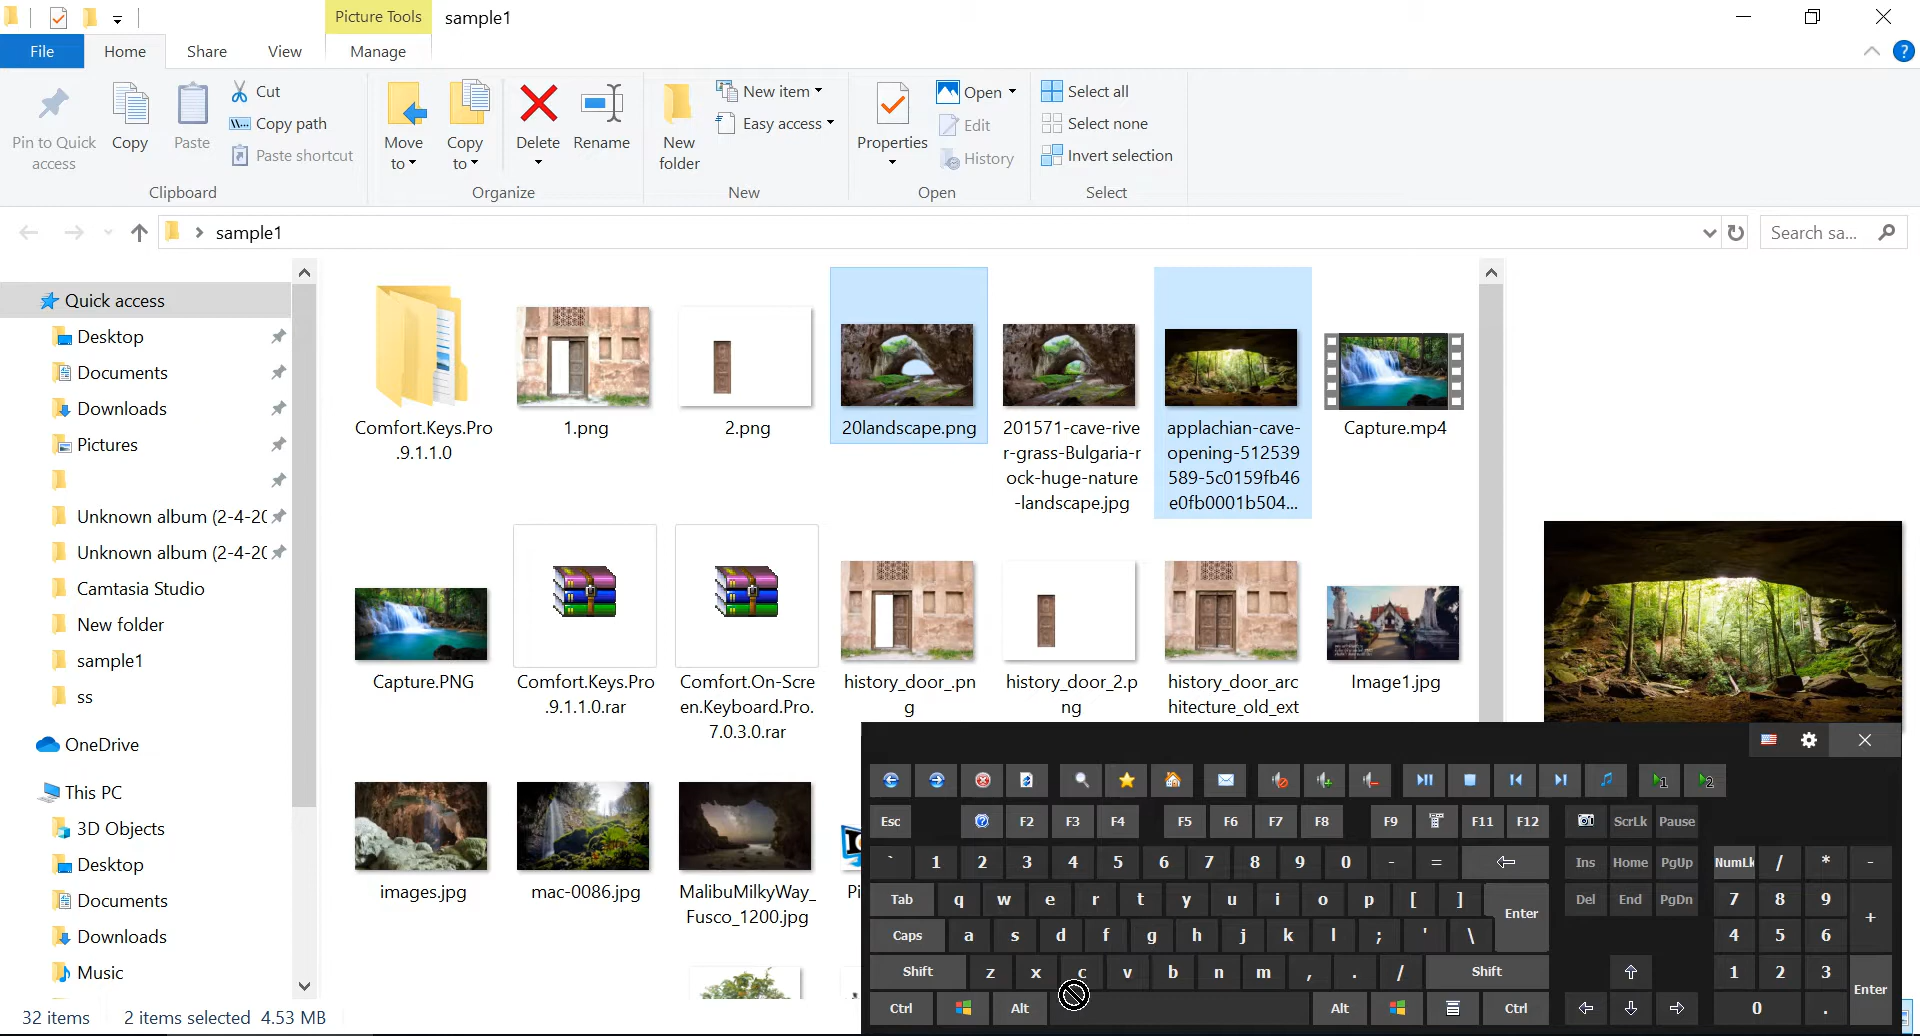 Picture Tools
sample1
File
Home
Share
View
Manage
Pin to Quick
access
Copy
Paste
Cut
Copy path
Paste shortcut
Clipboard
Move
to
Copy
to
Delete
Rename
Organize
New
folder
New item
Easy access
New
Properties
Open
Edit
History
Open
Select all
Select none
Invert selection
Select
sample1
Search sa...
Quick access
Desktop
Documents
Downloads
Pictures
Unknown album (2-4-20
Unknown album (2-4-20
Camtasia Studio
New folder
sample1
ss
OneDrive
This PC
3D Objects
Desktop
Documents
Downloads
Music
Comfort.Keys.Pro
.9.1.1.0
1.png
2.png
20landscape.png
201571-cave-rive
r-grass-Bulgaria-r
ock-huge-nature
-landscape.jpg
applachian-cave-
opening-512539
589-5c0159fb46
e0fb0001b504...
Capture.mp4
Capture.PNG
Comfort.Keys.Pro
.9.1.1.0.rar
Comfort.On-Scre
en.Keyboard.Pro.
7.0.3.0.rar
history_door_.pn
g
history_door_2.p
ng
history_door_arc
hitecture_old_ext
Image1.jpg
images.jpg
mac-0086.jpg
MalibuMilkyWay_
Fusco_1200.jpg
Pi
1 2
Esc F2 F3 F4 F5 F6 F7 F8 F9 F11 F12 ScrLk Pause
` 1 2 3 4 5 6 7 8 9 0 - = Ins Home PgUp NumLk / * -
Tab q w e r t y u i o p [ ] Enter Del End PgDn 7 8 9 +
Caps a s d f g h j k l ; ' \ 4 5 6
Shift z x c v b n m , . / Shift 1 2 3 Enter
Ctrl Alt Alt Ctrl 0 .
32 items 2 items selected 4.53 MB